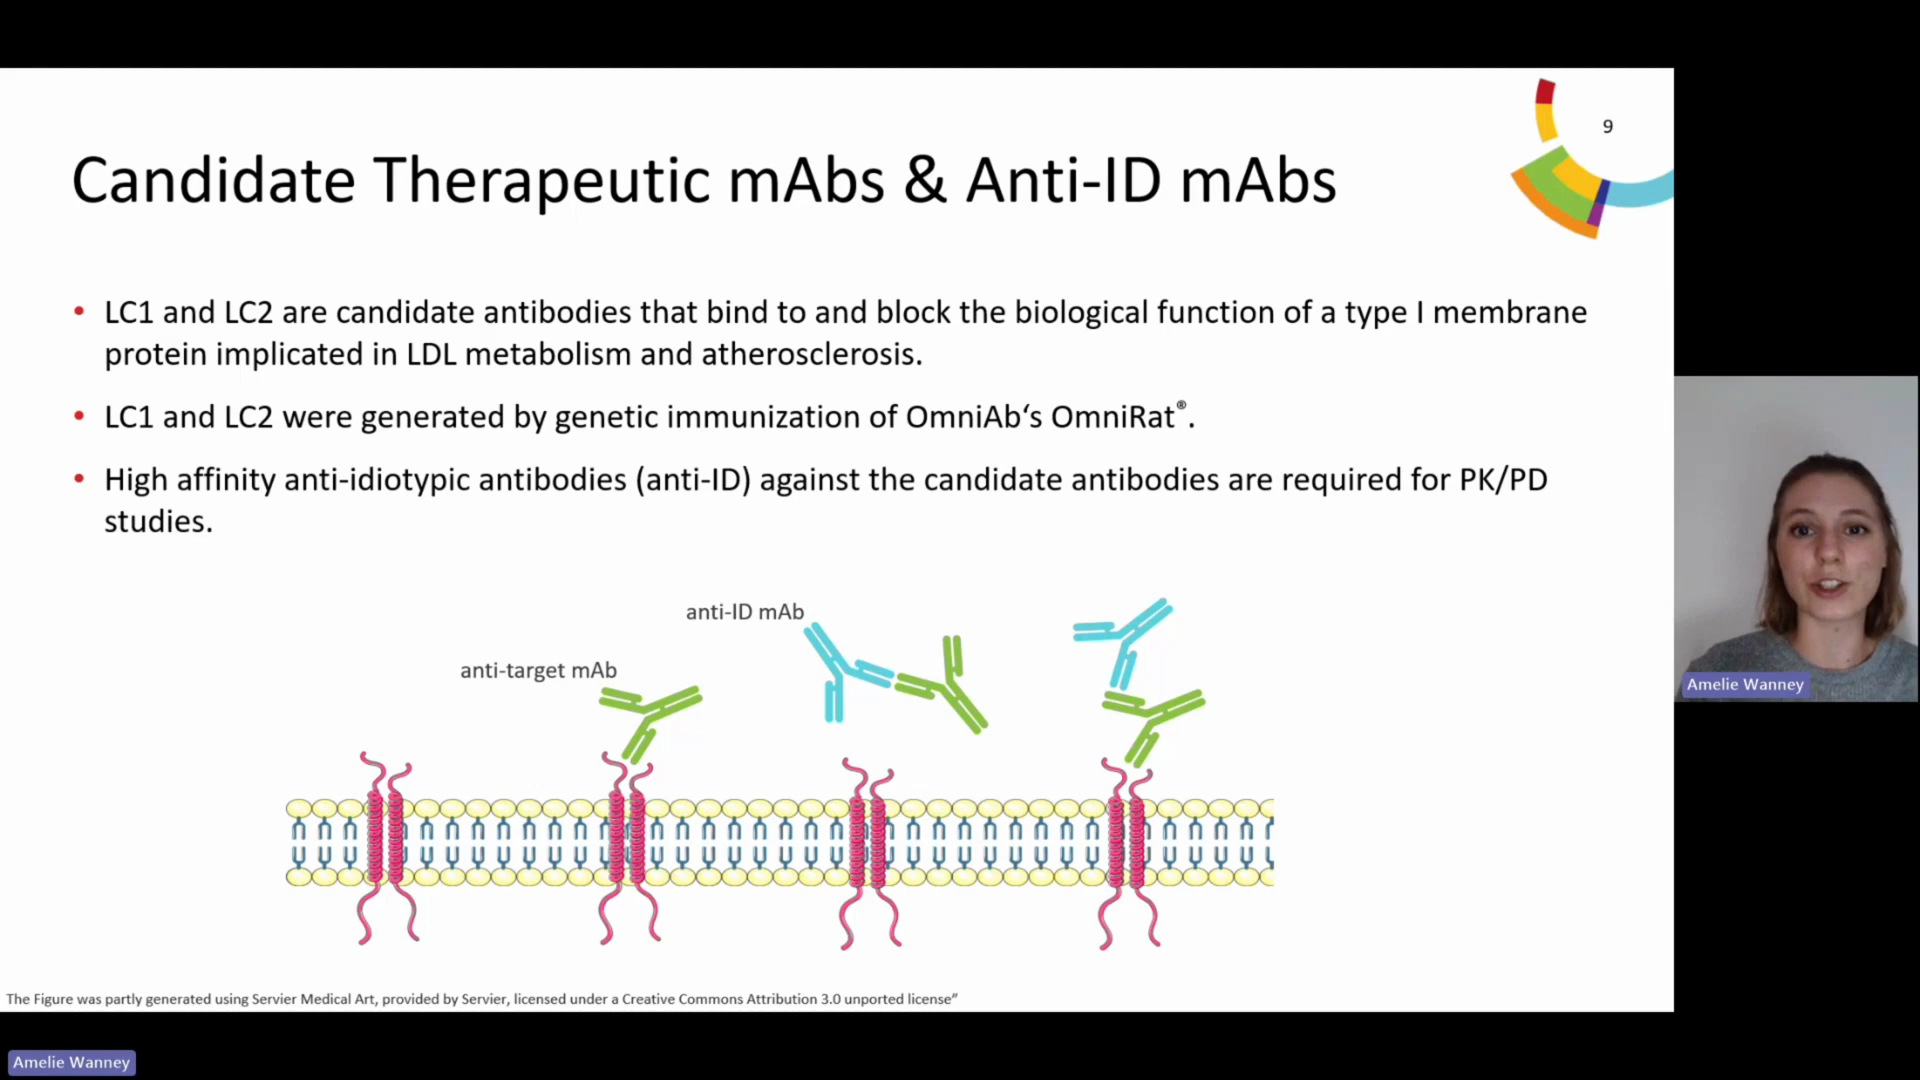 9
Candidate Therapeutic mAbs & Anti-ID mAbs
• LC1 and LC2 are candidate antibodies that bind to and block the biological function of a type I membrane
protein implicated in LDL metabolism and atherosclerosis.
• LC1 and LC2 were generated by genetic immunization of OmniAb‘s OmniRat®.
• High affinity anti-idiotypic antibodies (anti-ID) against the candidate antibodies are required for PK/PD
studies.
anti-ID mAb
anti-target mAb
Amelie Wanney
The Figure was partly generated using Servier Medical Art, provided by Servier, licensed under a Creative Commons Attribution 3.0 unported license”
Amelie Wanney